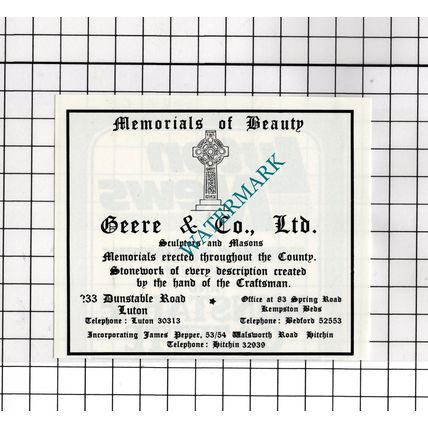 Memorials of Beauty
WATERMARK
Geere & Co., Ltd.
Sculptors and Masons
Memorials erected throughout the County.
Stonework of every description created
by the hand of the Craftsman.
?33 Dunstable Road
Luton
Telephone: Luton 30313
Office at 83 Spring Road
Kempston Beds
Telephone: Bedford 52553
Incorporating James Pepper, 53/54 Walsworth Road Hitchin
Telephone: Hitchin 32939